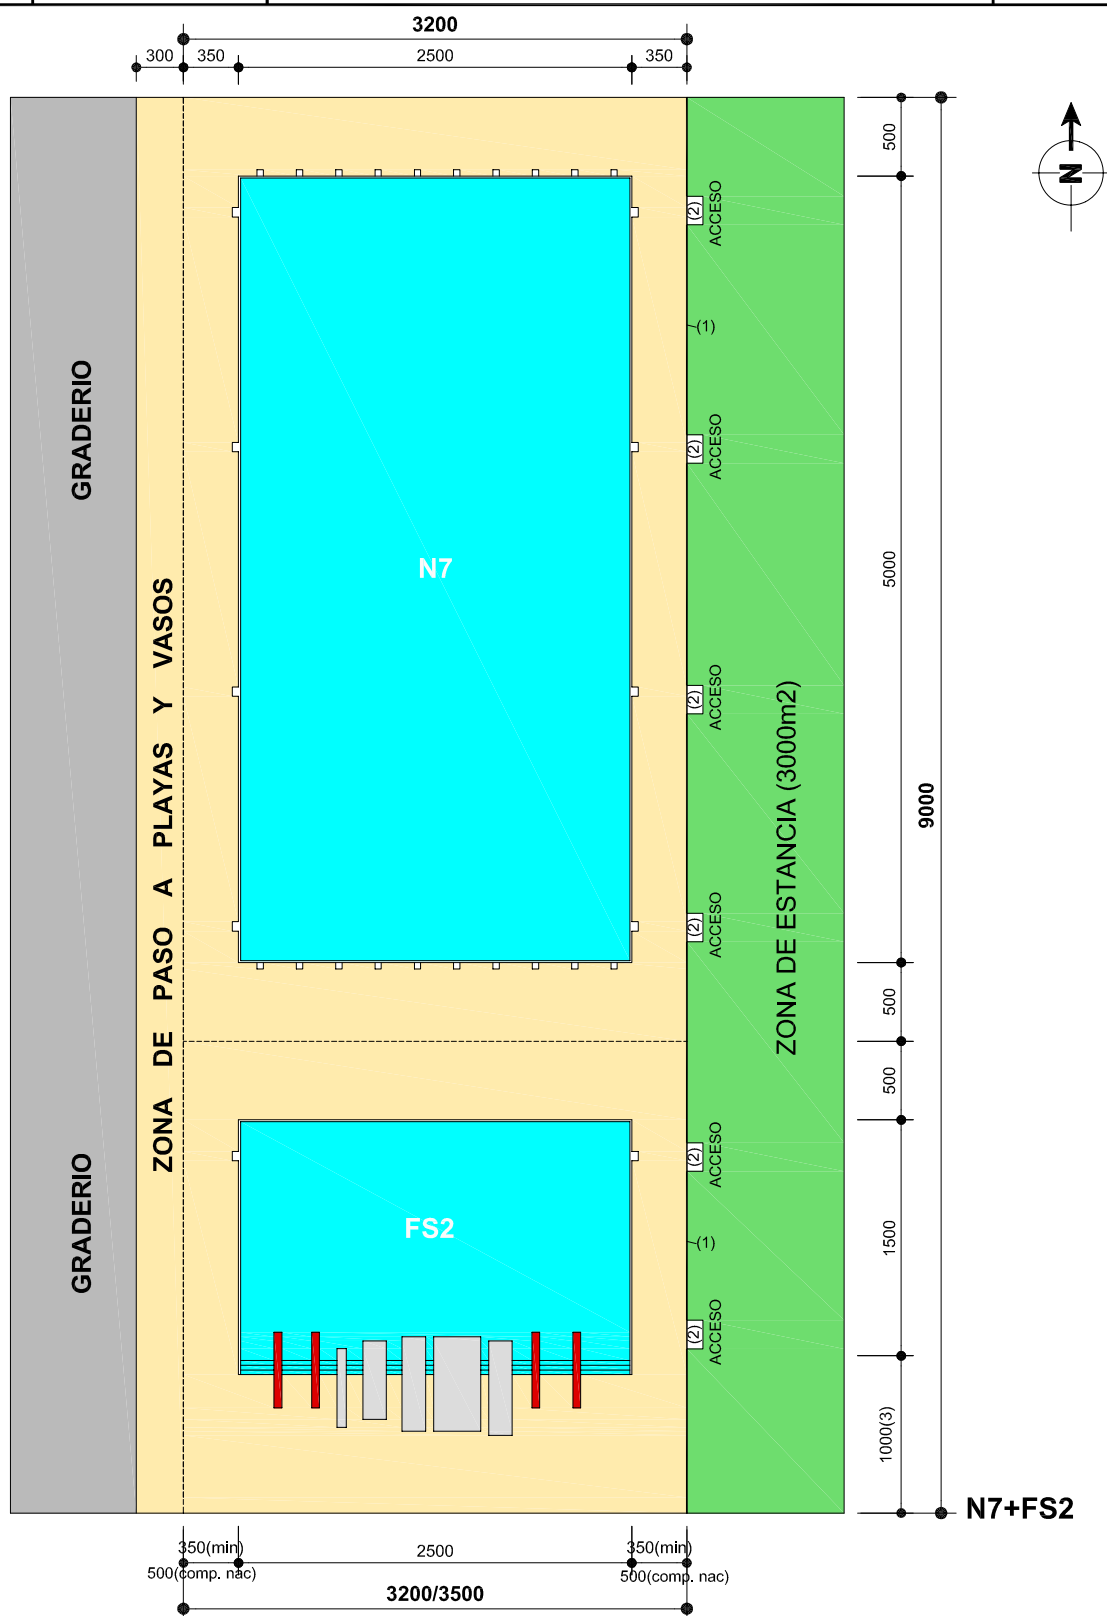 3200
300
350
2500
350
500
N
(2)
ACCESO
(1)
GRADERIO
(2)
ACCESO
N7
5000
ZONA DE PASO A PLAYAS Y VASOS
(2)
ACCESO
ZONA DE ESTANCIA (3000m2)
9000
(2)
ACCESO
500
500
(2)
ACCESO
GRADERIO
FS2
(1)
1500
(2)
ACCESO
1000(3)
N7+FS2
350(min)
2500
350(min)
500(comp. nac)
500(comp. nac)
3200/3500